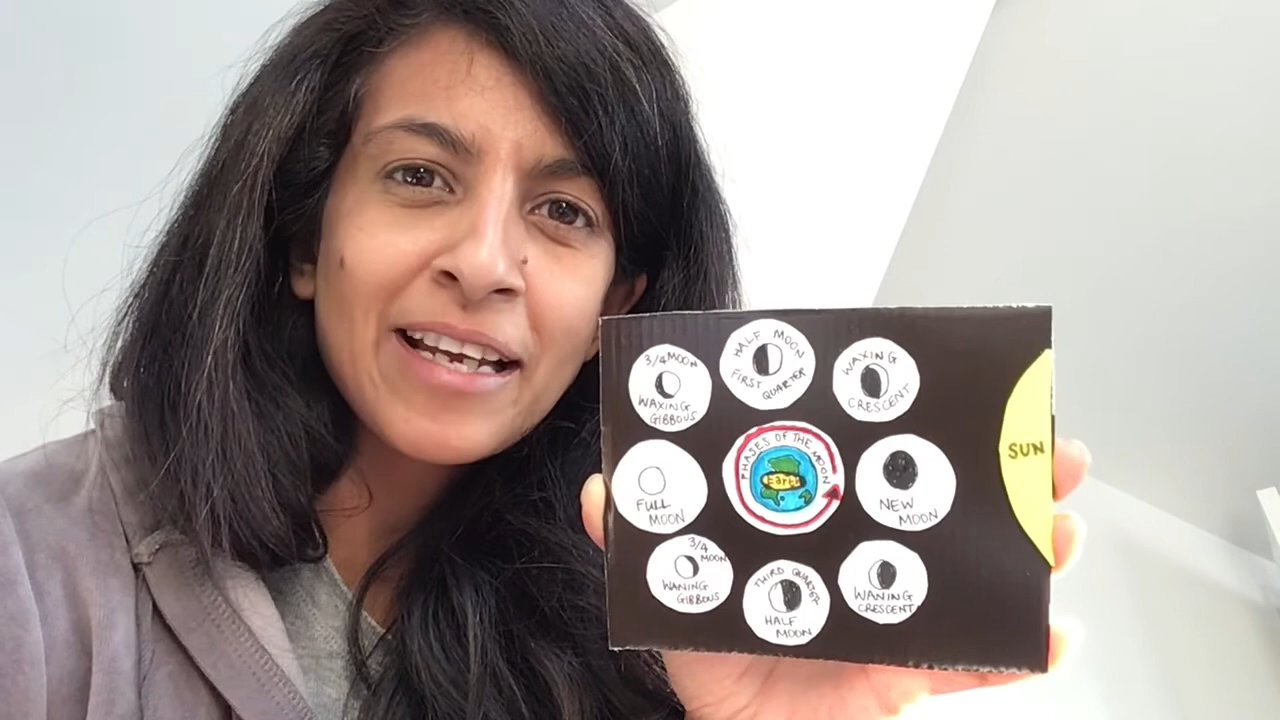 3/4 MOON
WAXING
GIBBOUS
HALF MOON
FIRST QUARTER
WAXING
CRESCENT
FULL
MOON
PHASES OF THE MOON
EARTH
NEW
MOON
SUN
3/4
MOON
WANING
GIBBOUS
THIRD QUARTER
HALF
MOON
WANING
CRESCENT